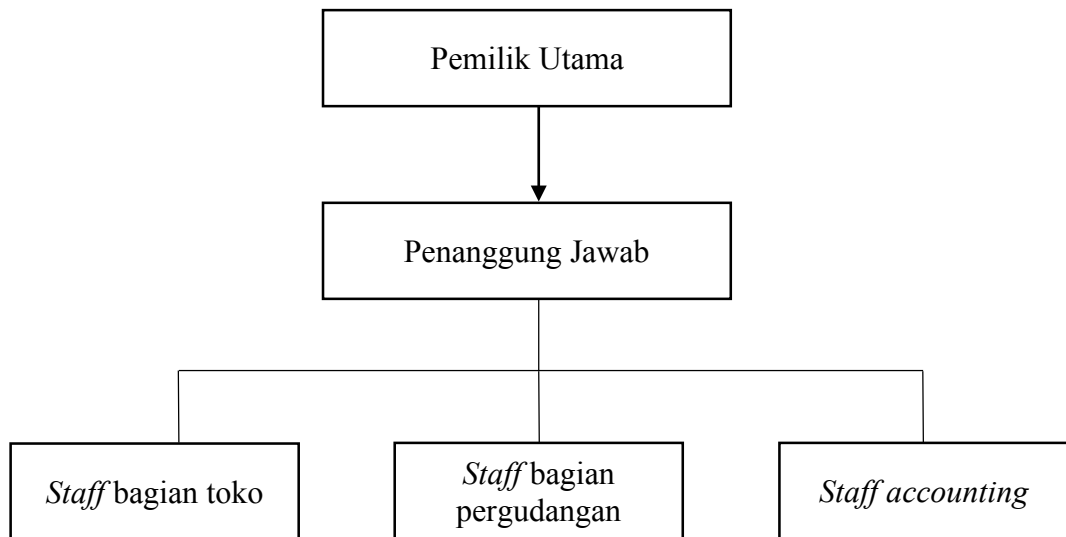 Pemilik Utama
Penanggung Jawab
Staff bagian toko
Staff bagian
pergudangan
Staff accounting